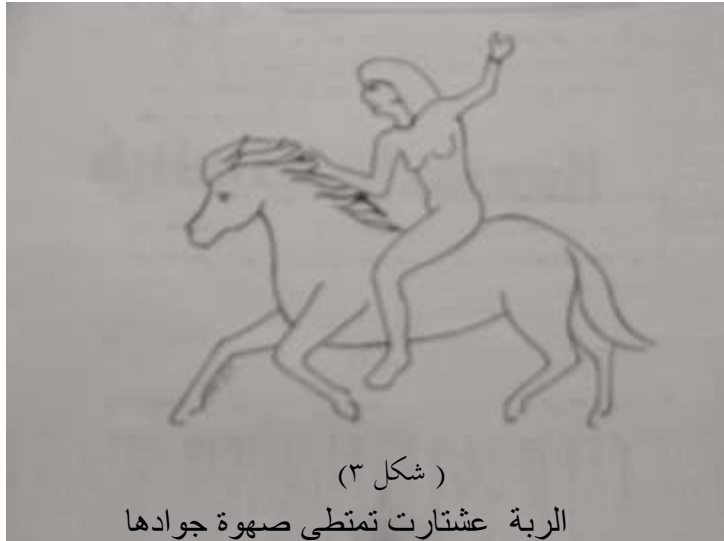 ( شكل ٣)
الربة عشتارت تمتطى صهوة جوادها